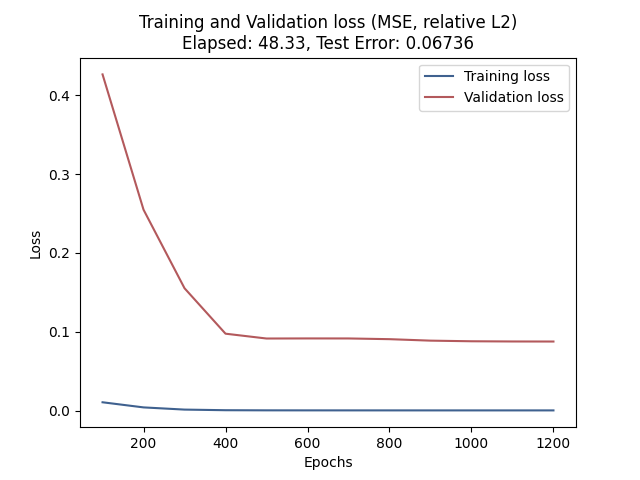 Training and Validation loss (MSE, relative L2)
Elapsed: 48.33, Test Error: 0.06736
Training loss
Validation loss
0.4
0.3
0.2
0.1
0.0
Loss
200
400
600
800
1000
1200
Epochs